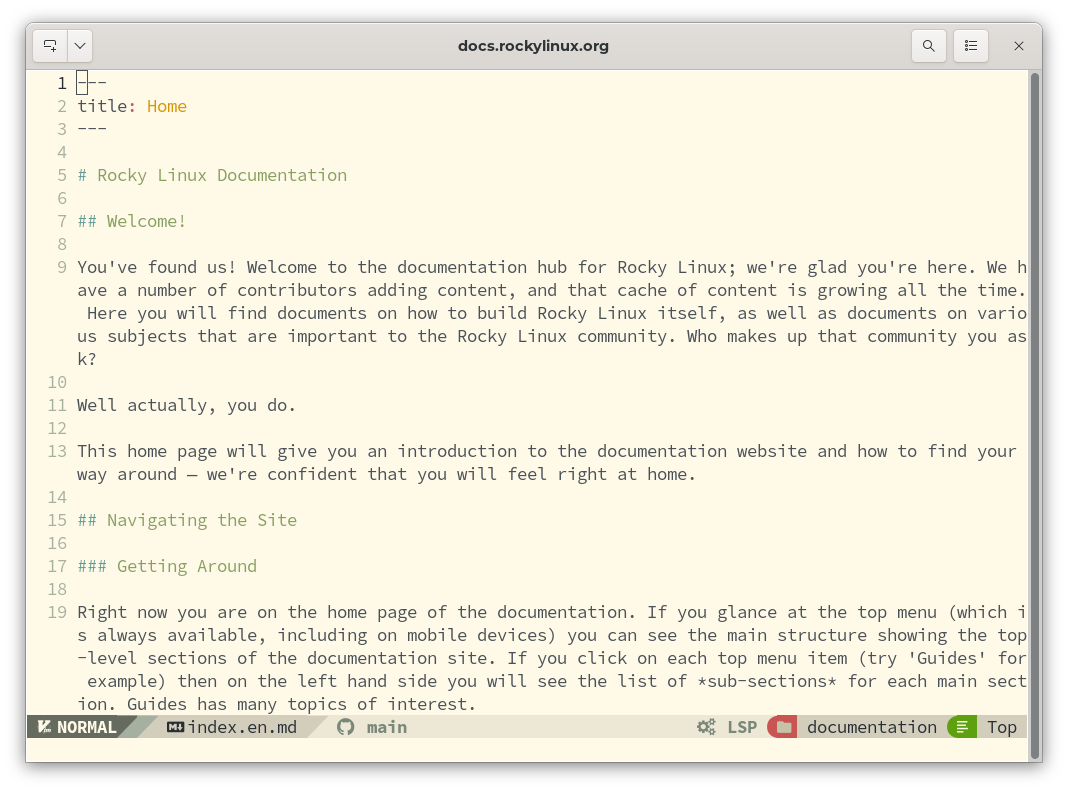 docs.rockylinux.org
1 ---
2 title: Home
3 ---
4
5 # Rocky Linux Documentation
6
7 ## Welcome!
8
9 You've found us! Welcome to the documentation hub for Rocky Linux; we're glad you're here. We h
ave a number of contributors adding content, and that cache of content is growing all the time.
Here you will find documents on how to build Rocky Linux itself, as well as documents on vario
us subjects that are important to the Rocky Linux community. Who makes up that community you as
k?
10
11 Well actually, you do.
12
13 This home page will give you an introduction to the documentation website and how to find your
way around — we're confident that you will feel right at home.
14
15 ## Navigating the Site
16
17 ### Getting Around
18
19 Right now you are on the home page of the documentation. If you glance at the top menu (which i
s always available, including on mobile devices) you can see the main structure showing the top
-level sections of the documentation site. If you click on each top menu item (try 'Guides' for
example) then on the left hand side you will see the list of *sub-sections* for each main sect
ion. Guides has many topics of interest.
NORMAL index.en.md main LSP documentation Top